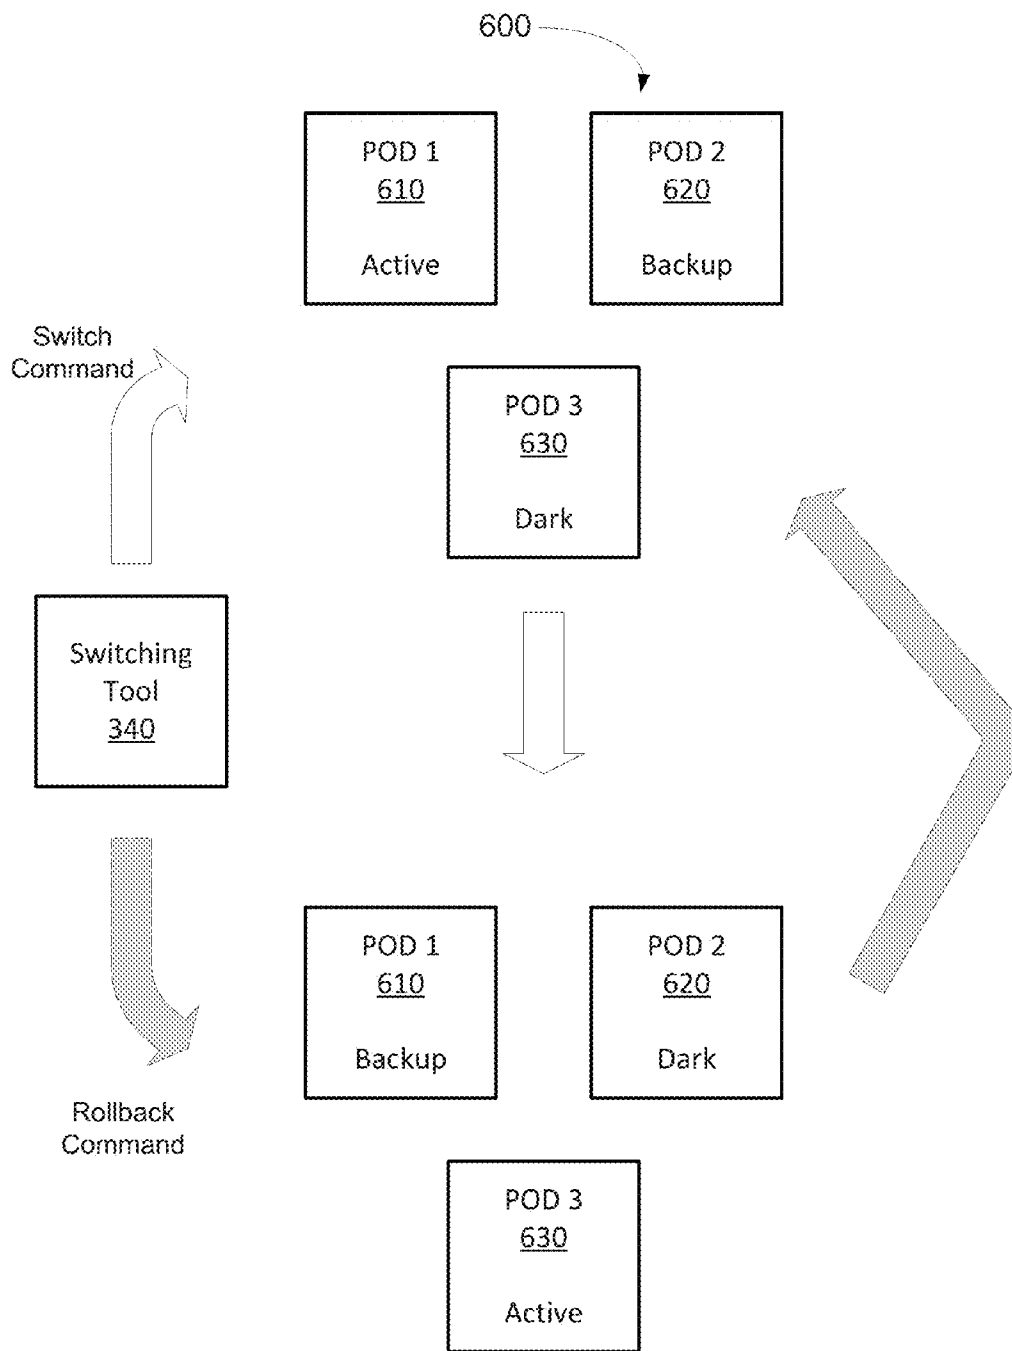 600
POD 1
610
Active
POD 2
620
Backup
Switch
Command
POD 3
630
Dark
Switching
Tool
340
POD 1
610
Backup
POD 2
620
Dark
Rollback
Command
POD 3
630
Active